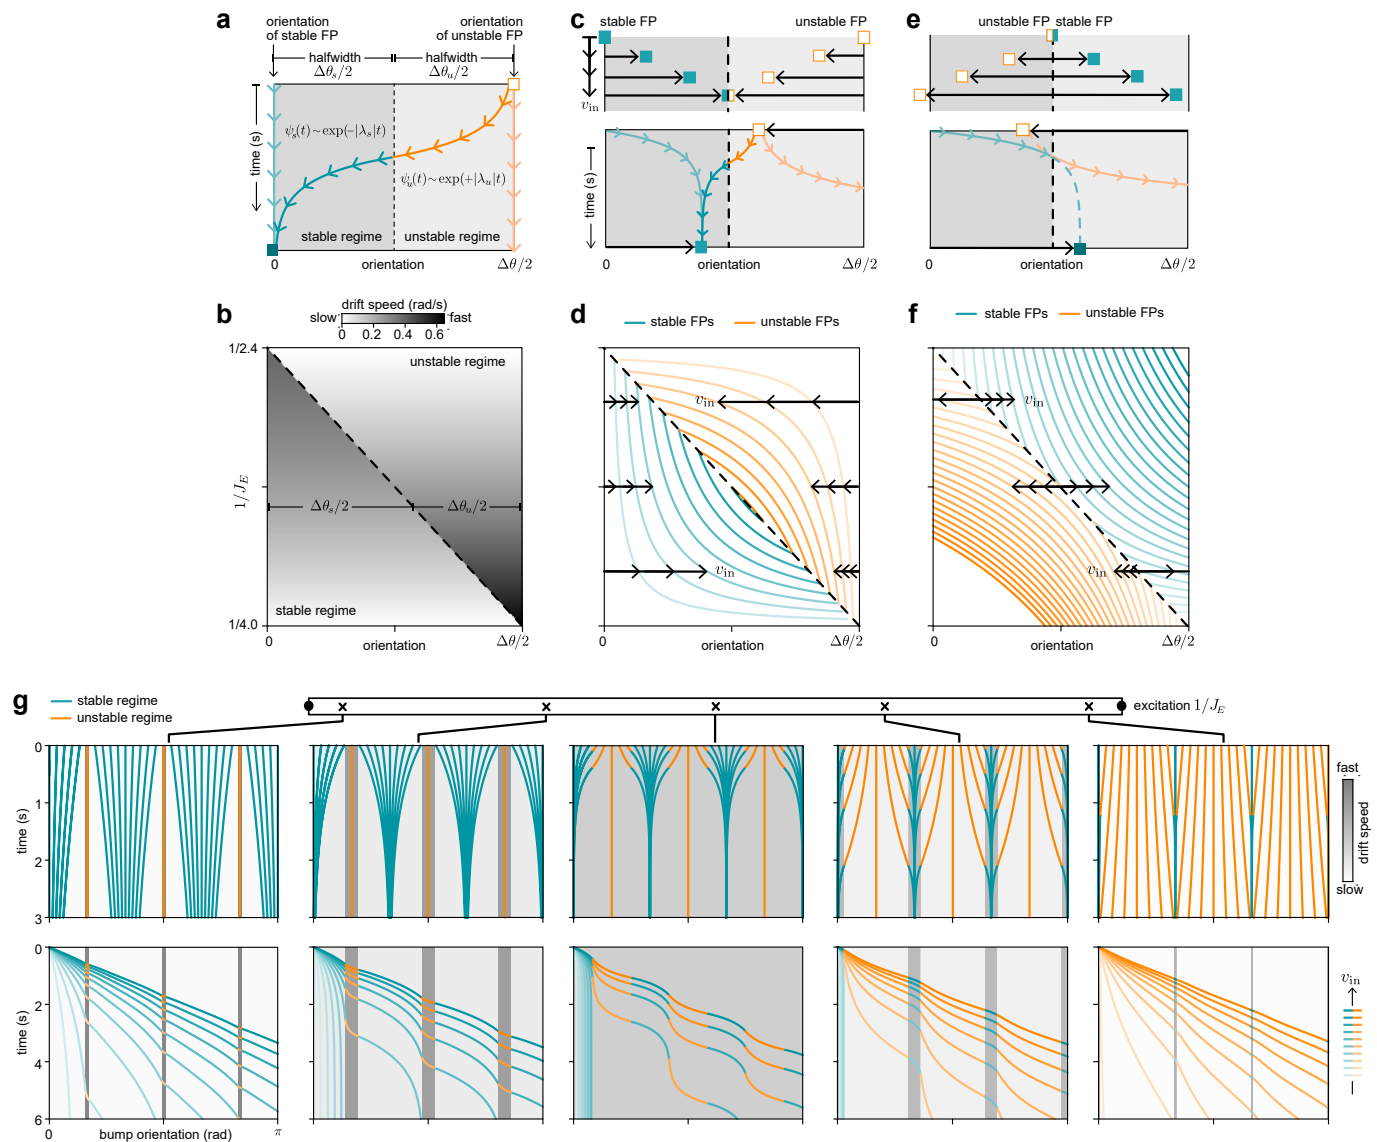 a
orientation
of stable FP
orientation
of unstable FP
halfwidth
Δθs/2
halfwidth
Δθu/2
time (s)
ψs(t)~exp(−|λs|t)
ψu(t)~exp(+|λu|t)
stable regime
unstable regime
0
orientation
Δθ/2
c
stable FP
unstable FP
vin
time (s)
0
orientation
Δθ/2
e
unstable FP
stable FP
0
orientation
Δθ/2
b
drift speed (rad/s)
slow
fast
0 0.2 0.4 0.6
1/2.4
unstable regime
1/JE
Δθs/2
Δθu/2
stable regime
1/4.0
0
orientation
Δθ/2
d
stable FPs
unstable FPs
vin
vin
0
orientation
Δθ/2
f
stable FPs
unstable FPs
vin
vin
0
orientation
Δθ/2
g
stable regime
unstable regime
excitation 1/JE
0
1
2
3
time (s)
fast
drift speed
slow
0
2
4
6
time (s)
vin
0
bump orientation (rad)
π